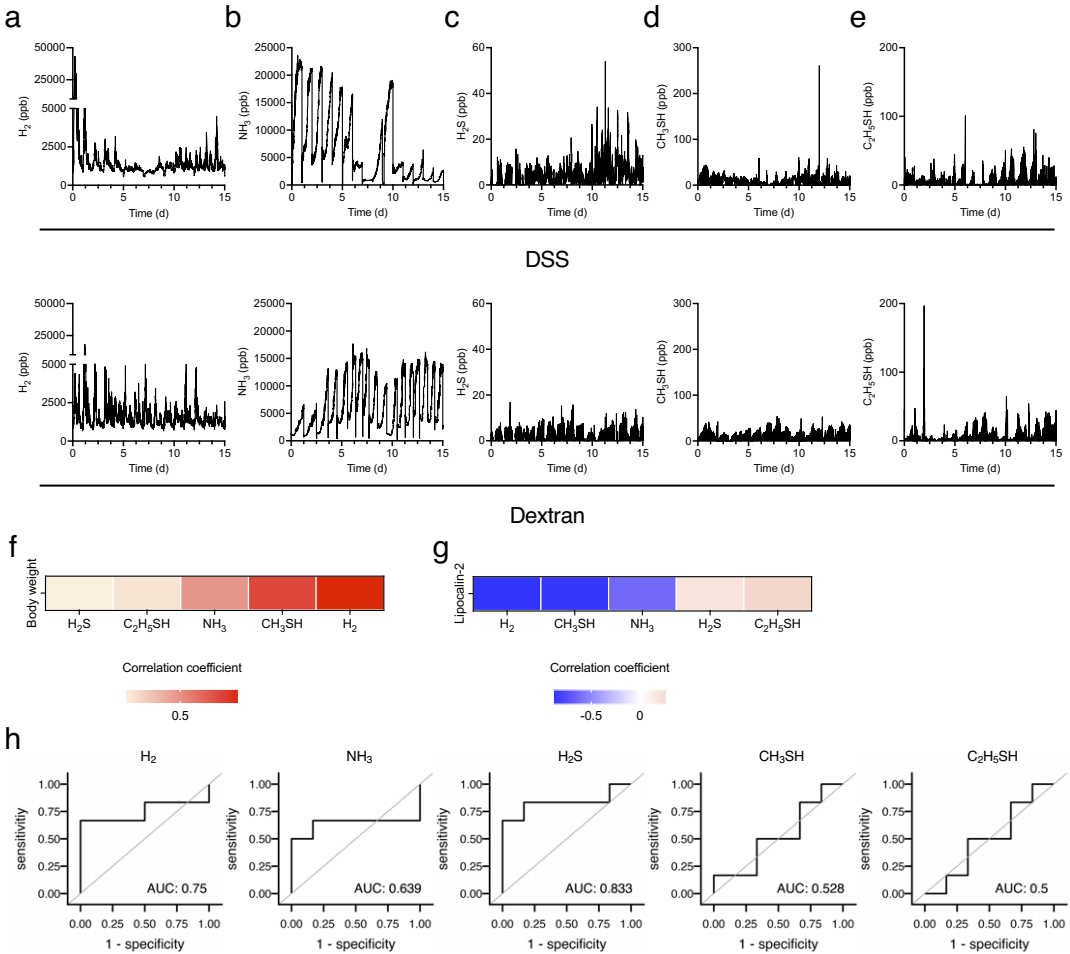 a b c d e
50000 25000 5000 2500 0
H₂ (ppb)
0 5 10 15
Time (d)
25000 20000 15000 10000 5000 0
NH₃ (ppb)
0 5 10 15
Time (d)
60 40 20 0
H₂S (ppb)
0 5 10 15
Time (d)
300 200 100 0
CH₃SH (ppb)
0 5 10 15
Time (d)
200 100 0
C₂H₅SH (ppb)
0 5 10 15
Time (d)
DSS
50000 25000 5000 2500 0
H₂ (ppb)
0 5 10 15
Time (d)
25000 20000 15000 10000 5000 0
NH₃ (ppb)
0 5 10 15
Time (d)
60 40 20 0
H₂S (ppb)
0 5 10 15
Time (d)
300 200 100 0
CH₃SH (ppb)
0 5 10 15
Time (d)
200 100 0
C₂H₅SH (ppb)
0 5 10 15
Time (d)
Dextran
f
Body weight
H₂S C₂H₅SH NH₃ CH₃SH H₂
Correlation coefficient
0.5
g
Lipocalin-2
H₂ CH₃SH NH₃ H₂S C₂H₅SH
Correlation coefficient
-0.5 0
h
H₂
1.00 0.75 0.50 0.25 0.00
sensitivitiy
AUC: 0.75
0.00 0.25 0.50 0.75 1.00
1 - specificity
NH₃
1.00 0.75 0.50 0.25 0.00
sensitivitiy
AUC: 0.639
0.00 0.25 0.50 0.75 1.00
1 - specificity
H₂S
1.00 0.75 0.50 0.25 0.00
sensitivitiy
AUC: 0.833
0.00 0.25 0.50 0.75 1.00
1 - specificity
CH₃SH
1.00 0.75 0.50 0.25 0.00
sensitivitiy
AUC: 0.528
0.00 0.25 0.50 0.75 1.00
1 - specificity
C₂H₅SH
1.00 0.75 0.50 0.25 0.00
sensitivitiy
AUC: 0.5
0.00 0.25 0.50 0.75 1.00
1 - specificity